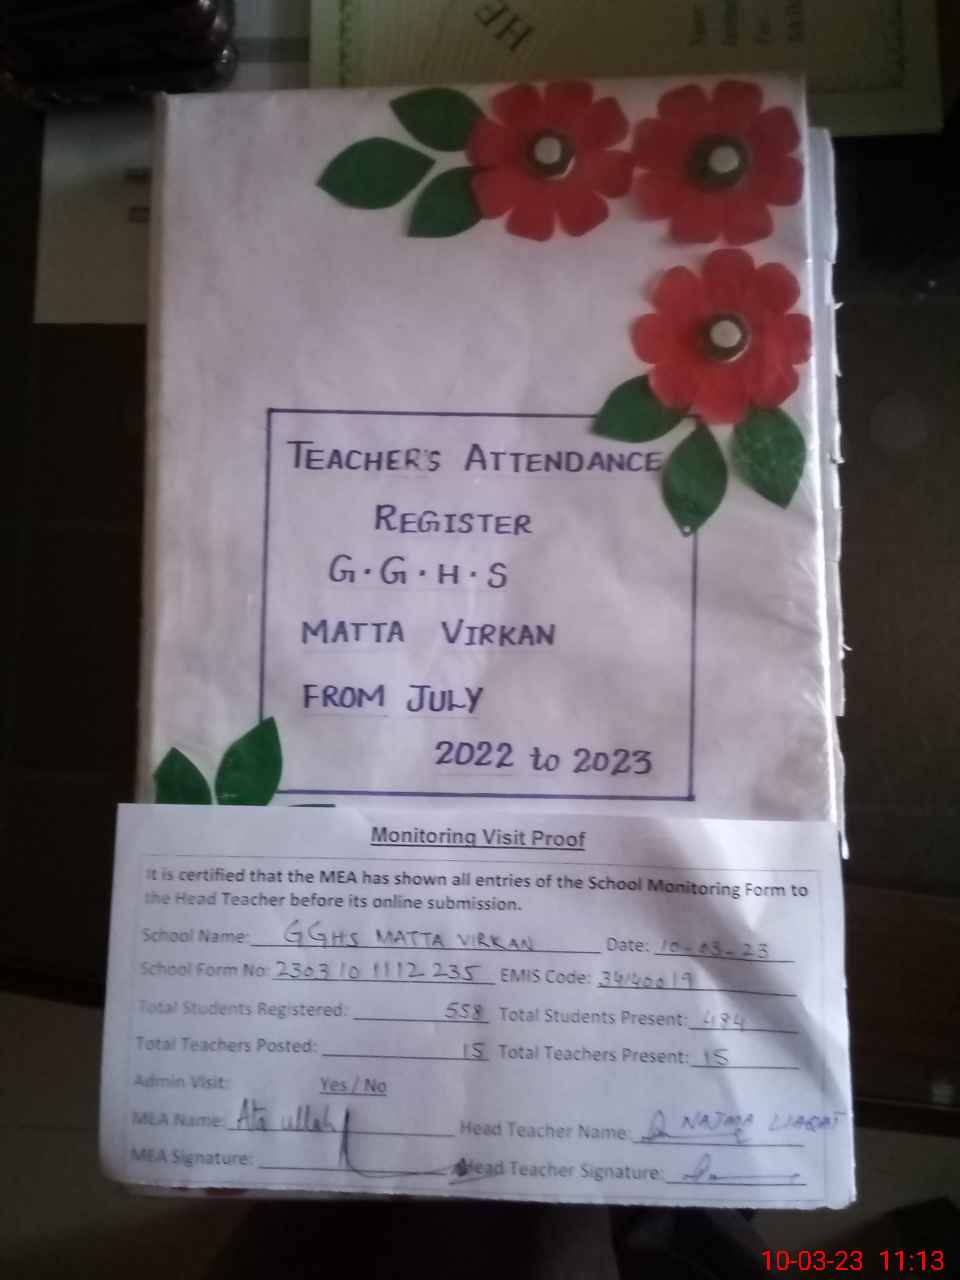 HE
TEACHER'S ATTENDANCE
REGISTER
G.G.H.S
MATTA VIRKAN
FROM JULY
2022 to 2023
Monitoring Visit Proof
It is certified that the MEA has shown all entries of the School Monitoring Form to
the Head Teacher before its online submission.
School Name: GGHS MATTA VIRKAN Date: 10-03-23
School Form No: 2303101112235 EMIS Code: 34140019
Total Students Registered: 558 Total Students Present: 484
Total Teachers Posted: 15 Total Teachers Present: 15
Admin Visit: Yes / No
MEA Name: Ata ullah Head Teacher Name: NAJMA LIAQAT
MEA Signature: Head Teacher Signature:
10-03-23 11:13